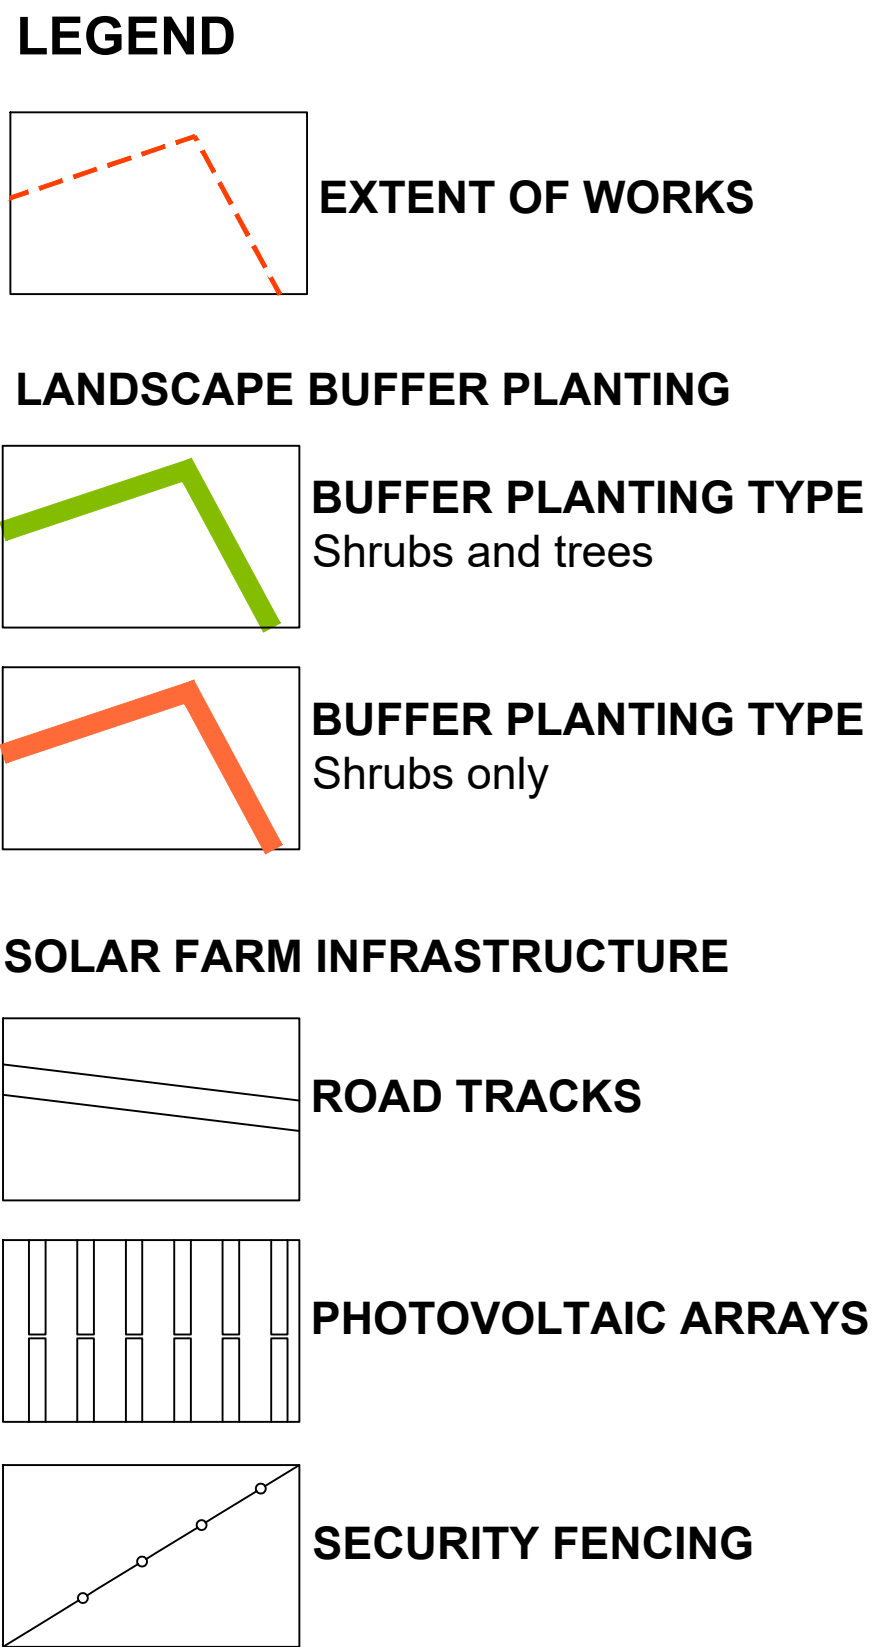 LEGEND
EXTENT OF WORKS
LANDSCAPE BUFFER PLANTING
BUFFER PLANTING TYPE
Shrubs and trees
BUFFER PLANTING TYPE
Shrubs only
SOLAR FARM INFRASTRUCTURE
ROAD TRACKS
PHOTOVOLTAIC ARRAYS
SECURITY FENCING